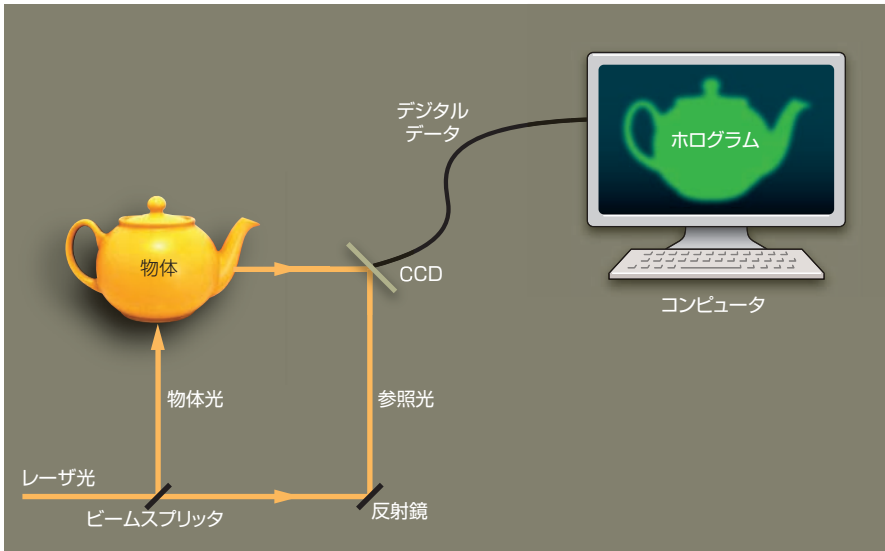 デジタル
データ
ホログラム
物体
CCD
コンピュータ
物体光
参照光
レーザ光
ビームスプリッタ
反射鏡